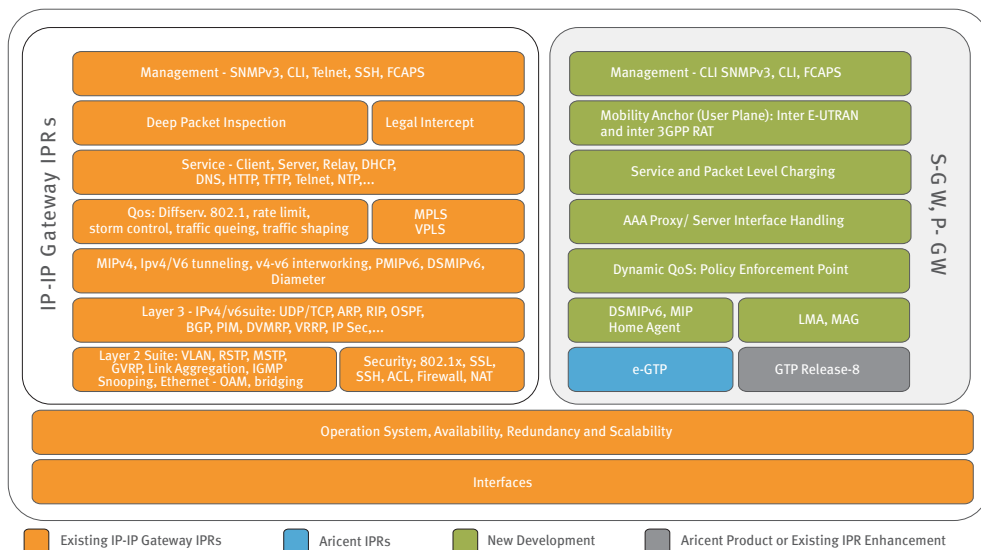 IP-IP Gateway IPRs
Management - SNMPv3, CLI, Telnet, SSH, FCAPS
Deep Packet Inspection
Legal Intercept
Service - Client, Server, Relay, DHCP,
DNS, HTTP, TFTP, Telnet, NTP,...
Qos: Diffserv. 802.1, rate limit,
storm control, traffic queing, traffic shaping
MPLS
VPLS
MIPv4, Ipv4/V6 tunneling, v4-v6 interworking, PMIPv6, DSMIPv6,
Diameter
Layer 3 - IPv4/v6suite: UDP/TCP, ARP, RIP, OSPF,
BGP, PIM, DVMRP, VRRP, IP Sec,...
Layer 2 Suite: VLAN, RSTP, MSTP,
GVRP, Link Aggregation, IGMP
Snooping, Ethernet - OAM, bridging
Security; 802.1x, SSL,
SSH, ACL, Firewall, NAT
Management - CLI SNMPv3, CLI, FCAPS
Mobility Anchor (User Plane): Inter E-UTRAN
and inter 3GPP RAT
Service and Packet Level Charging
AAA Proxy/ Server Interface Handling
Dynamic QoS: Policy Enforcement Point
DSMIPv6, MIP
Home Agent
LMA, MAG
e-GTP
GTP Release-8
S-GW, P- GW
Operation System, Availability, Redundancy and Scalability
Interfaces
Existing IP-IP Gateway IPRs
Aricent IPRs
New Development
Aricent Product or Existing IPR Enhancement